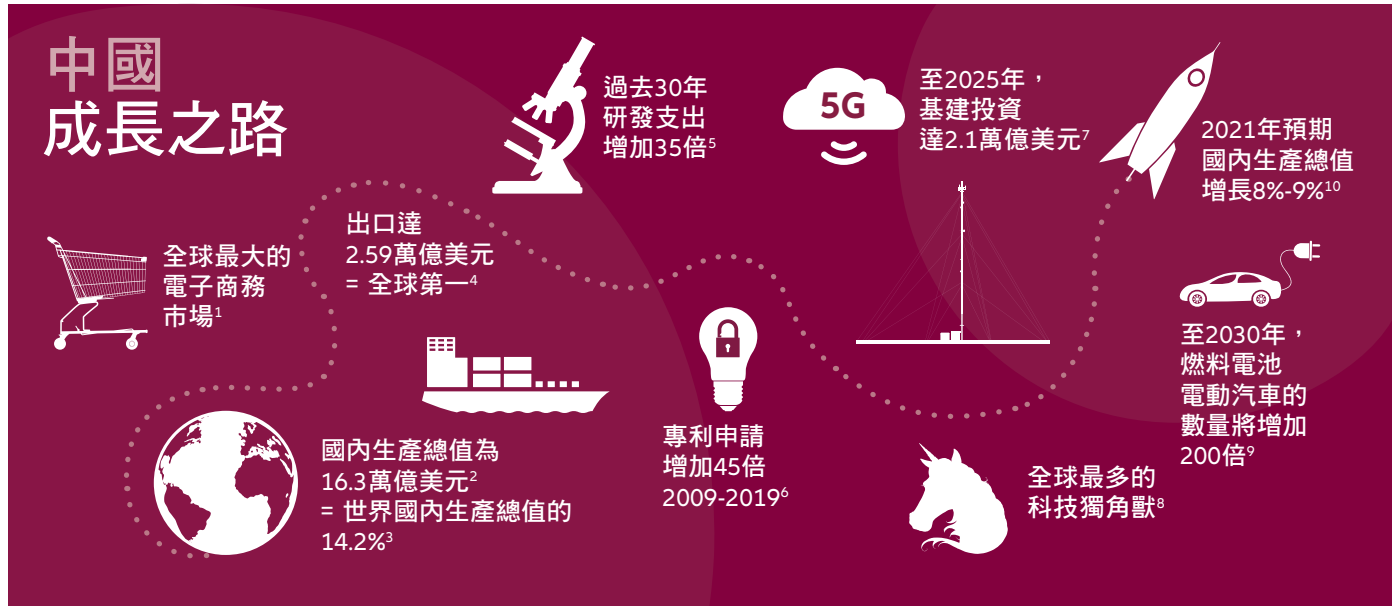 中國
成長之路
過去30年
研發支出
增加35倍5
5G
至2025年，
基建投資
達2.1萬億美元7
2021年預期
國內生產總值
增長8%-9%10
全球最大的
電子商務
市場1
出口達
2.59萬億美元
= 全球第一4
至2030年，
燃料電池
電動汽車的
數量將增加
200倍9
國內生產總值為
16.3萬億美元2
= 世界國內生產總值的
14.2%3
專利申請
增加45倍
2009-20196
全球最多的
科技獨角獸8